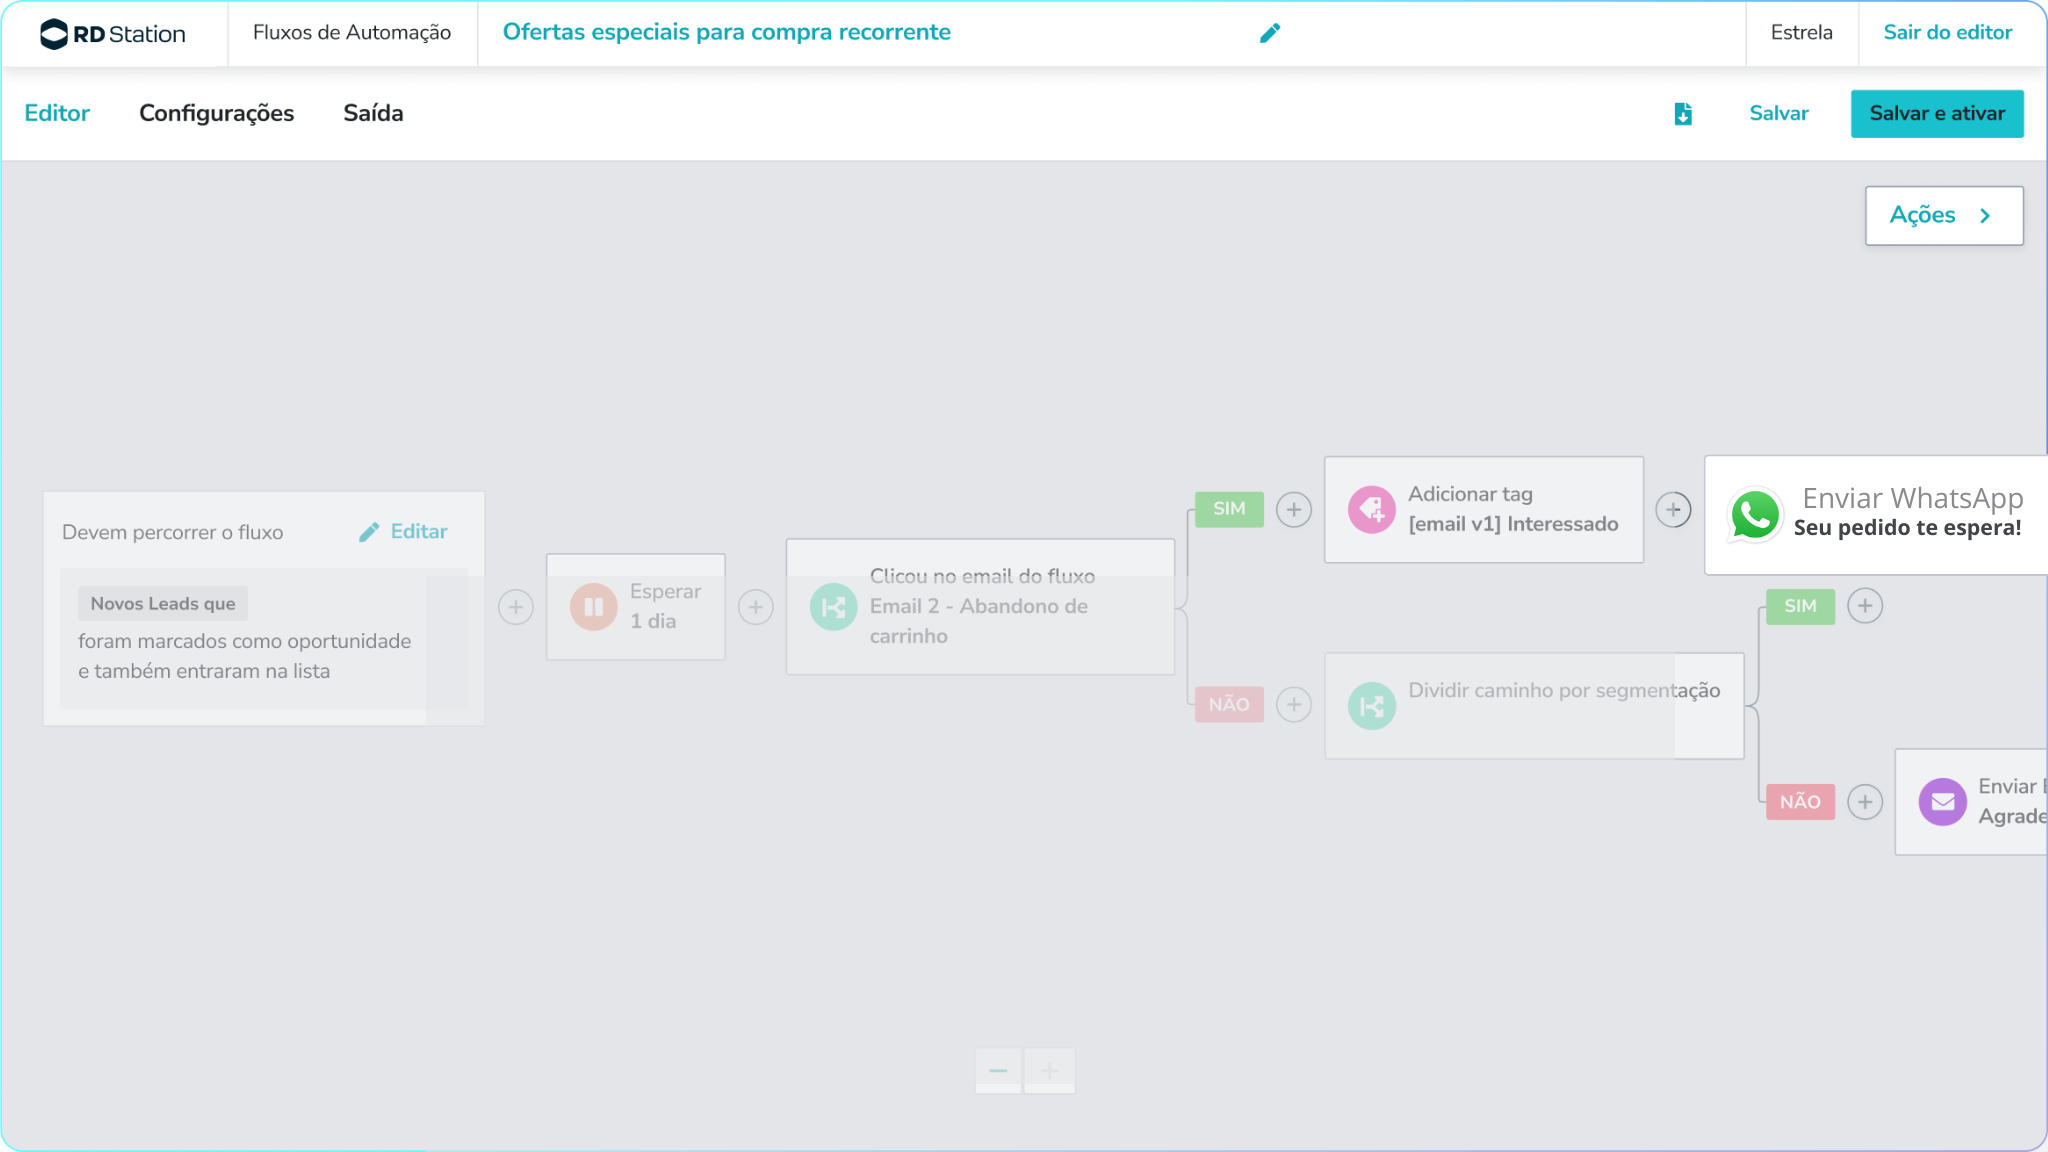 RD Station
Fluxos de Automação
Ofertas especiais para compra recorrente
Estrela
Sair do editor
Editor
Configurações
Saída
Salvar
Salvar e ativar
Ações
Devem percorrer o fluxo
Editar
Novos Leads que
foram marcados como oportunidade
e também entraram na lista
Esperar
1 dia
Clicou no email do fluxo
Email 2 - Abandono de
carrinho
SIM
Adicionar tag
[email v1] Interessado
Enviar WhatsApp
Seu pedido te espera!
NÃO
Dividir caminho por segmentação
SIM
NÃO
Enviar